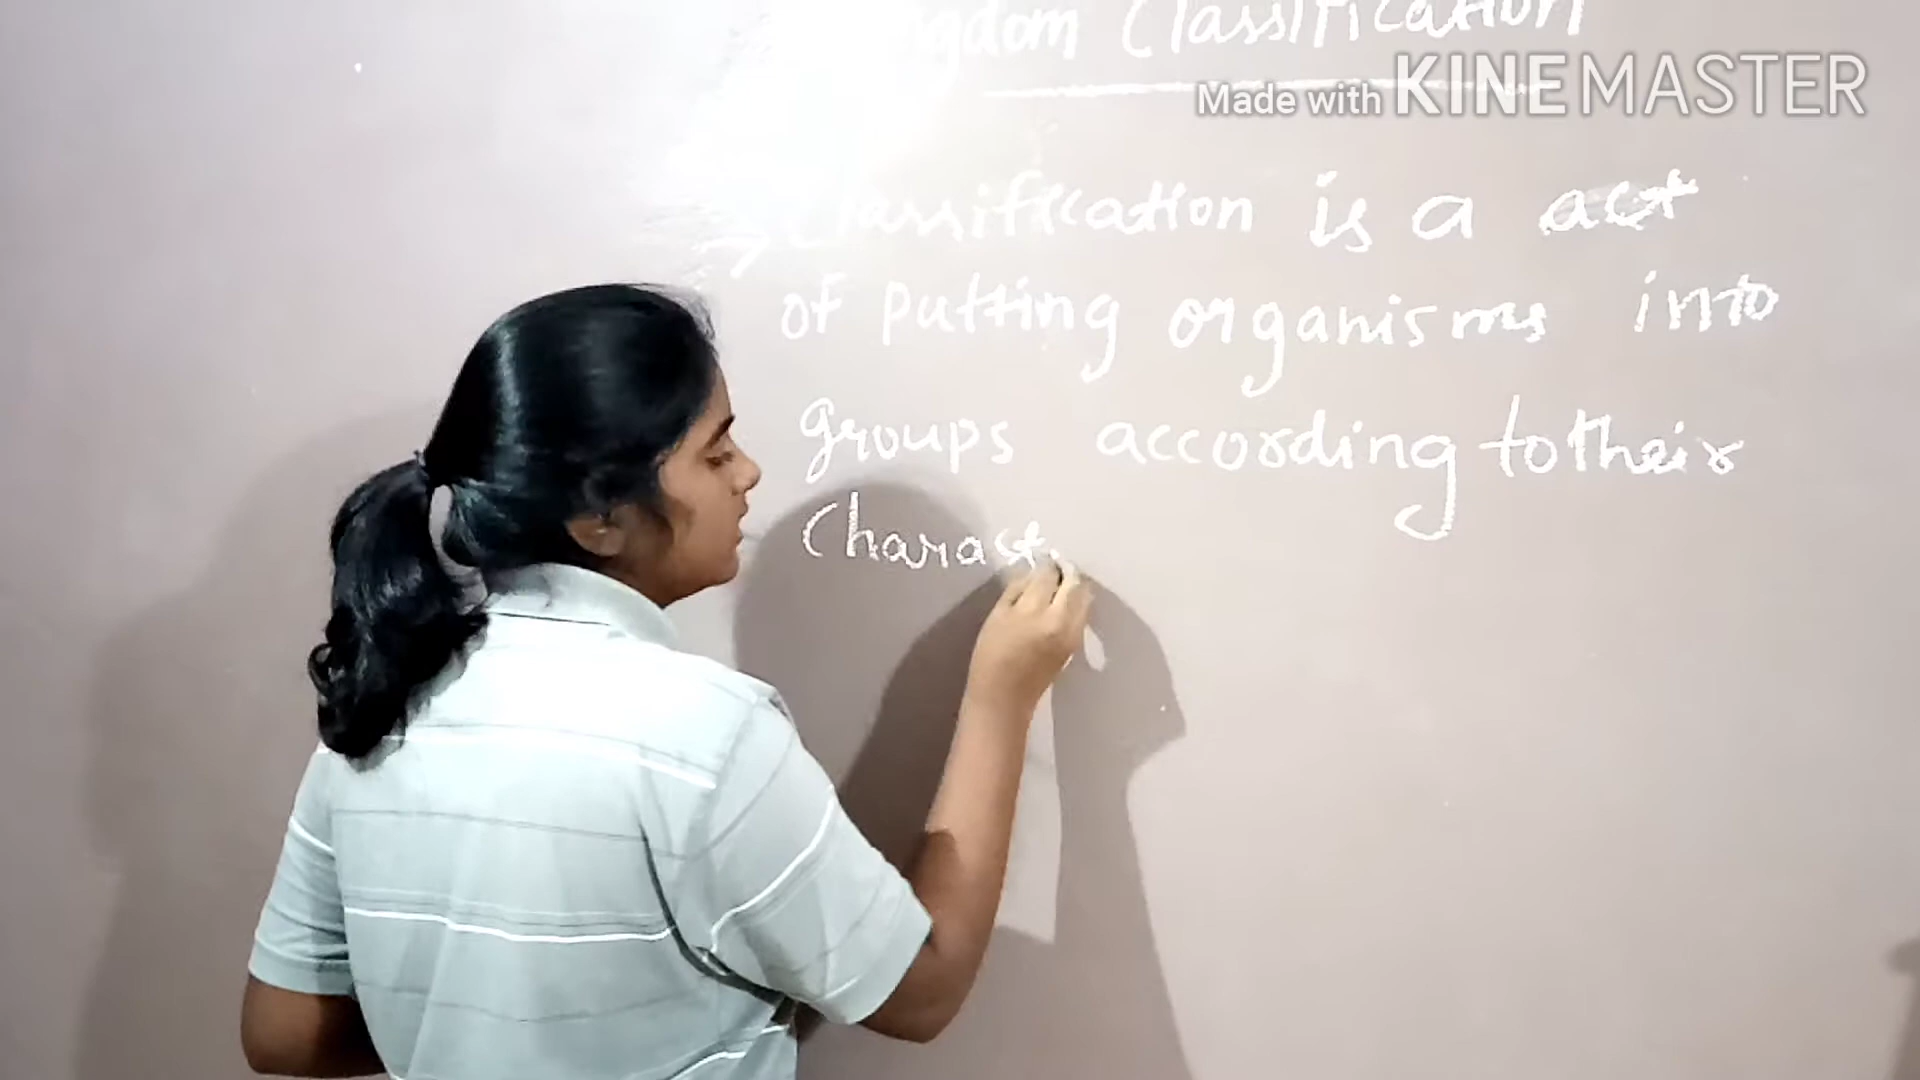 Kingdom Classification
Made with KINEMASTER
→ Classification is a act
of putting organisms into
groups according to their
Charact